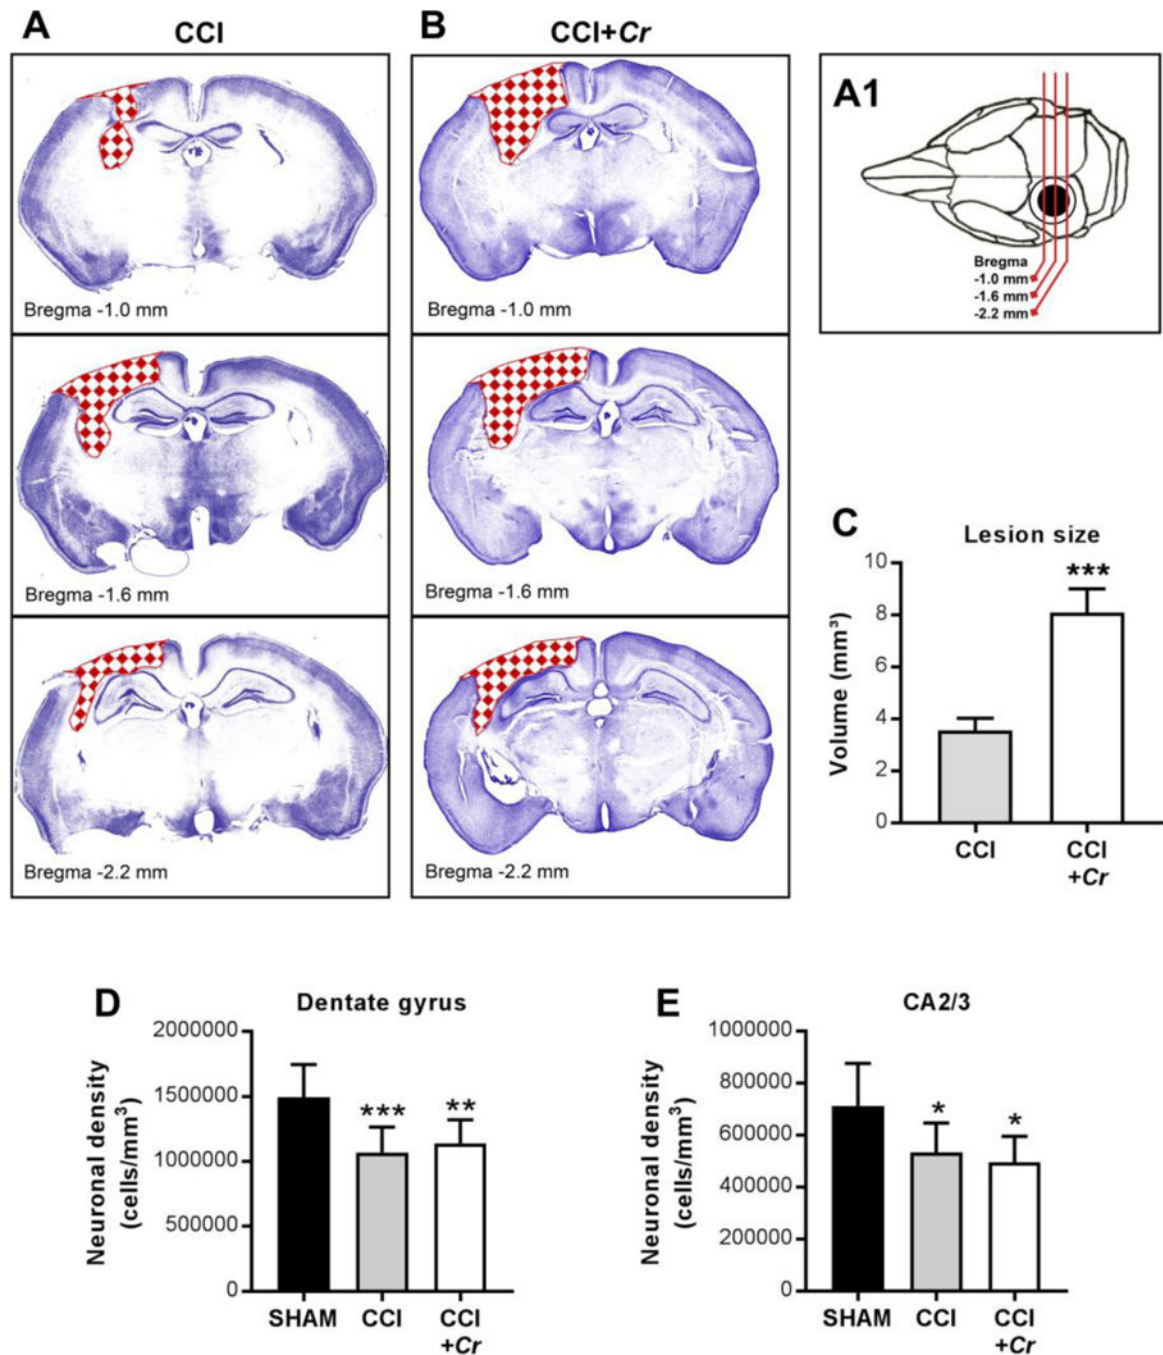 A
CCI
Bregma -1.0 mm
Bregma -1.6 mm
Bregma -2.2 mm
B
CCI+Cr
Bregma -1.0 mm
Bregma -1.6 mm
Bregma -2.2 mm
A1
Bregma
-1.0 mm
-1.6 mm
-2.2 mm
C
Lesion size
Volume (mm³)
10
8
6
4
2
0
***
CCI
CCI
+Cr
D
Dentate gyrus
Neuronal density
(cells/mm³)
2000000
1500000
1000000
500000
0
***
**
SHAM
CCI
CCI
+Cr
E
CA2/3
Neuronal density
(cells/mm³)
1000000
800000
600000
400000
200000
0
*
*
SHAM
CCI
CCI
+Cr